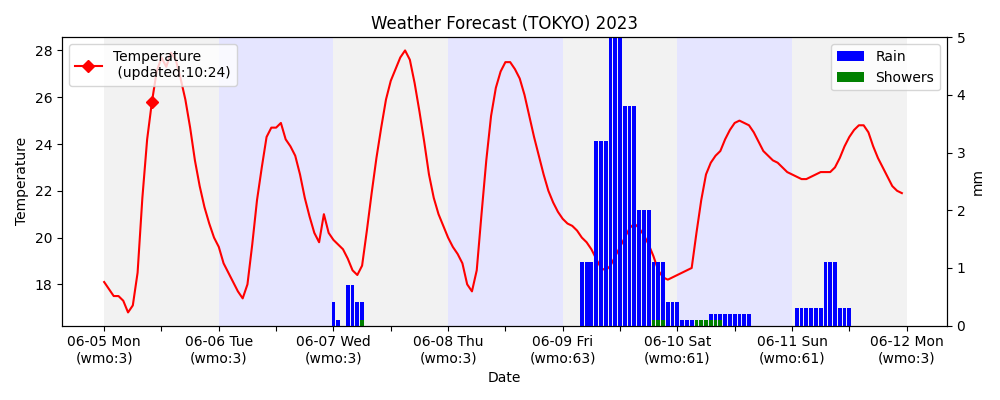 Weather Forecast (TOKYO) 2023
Temperature
(updated:10:24)
Rain
Showers
28
26
24
22
20
18
Temperature
5
4
3
2
1
0
mm
06-05 Mon 06-06 Tue 06-07 Wed 06-08 Thu 06-09 Fri 06-10 Sat 06-11 Sun 06-12 Mon
(wmo:3) (wmo:3) (wmo:3) (wmo:3) (wmo:63) (wmo:61) (wmo:61) (wmo:3)
Date